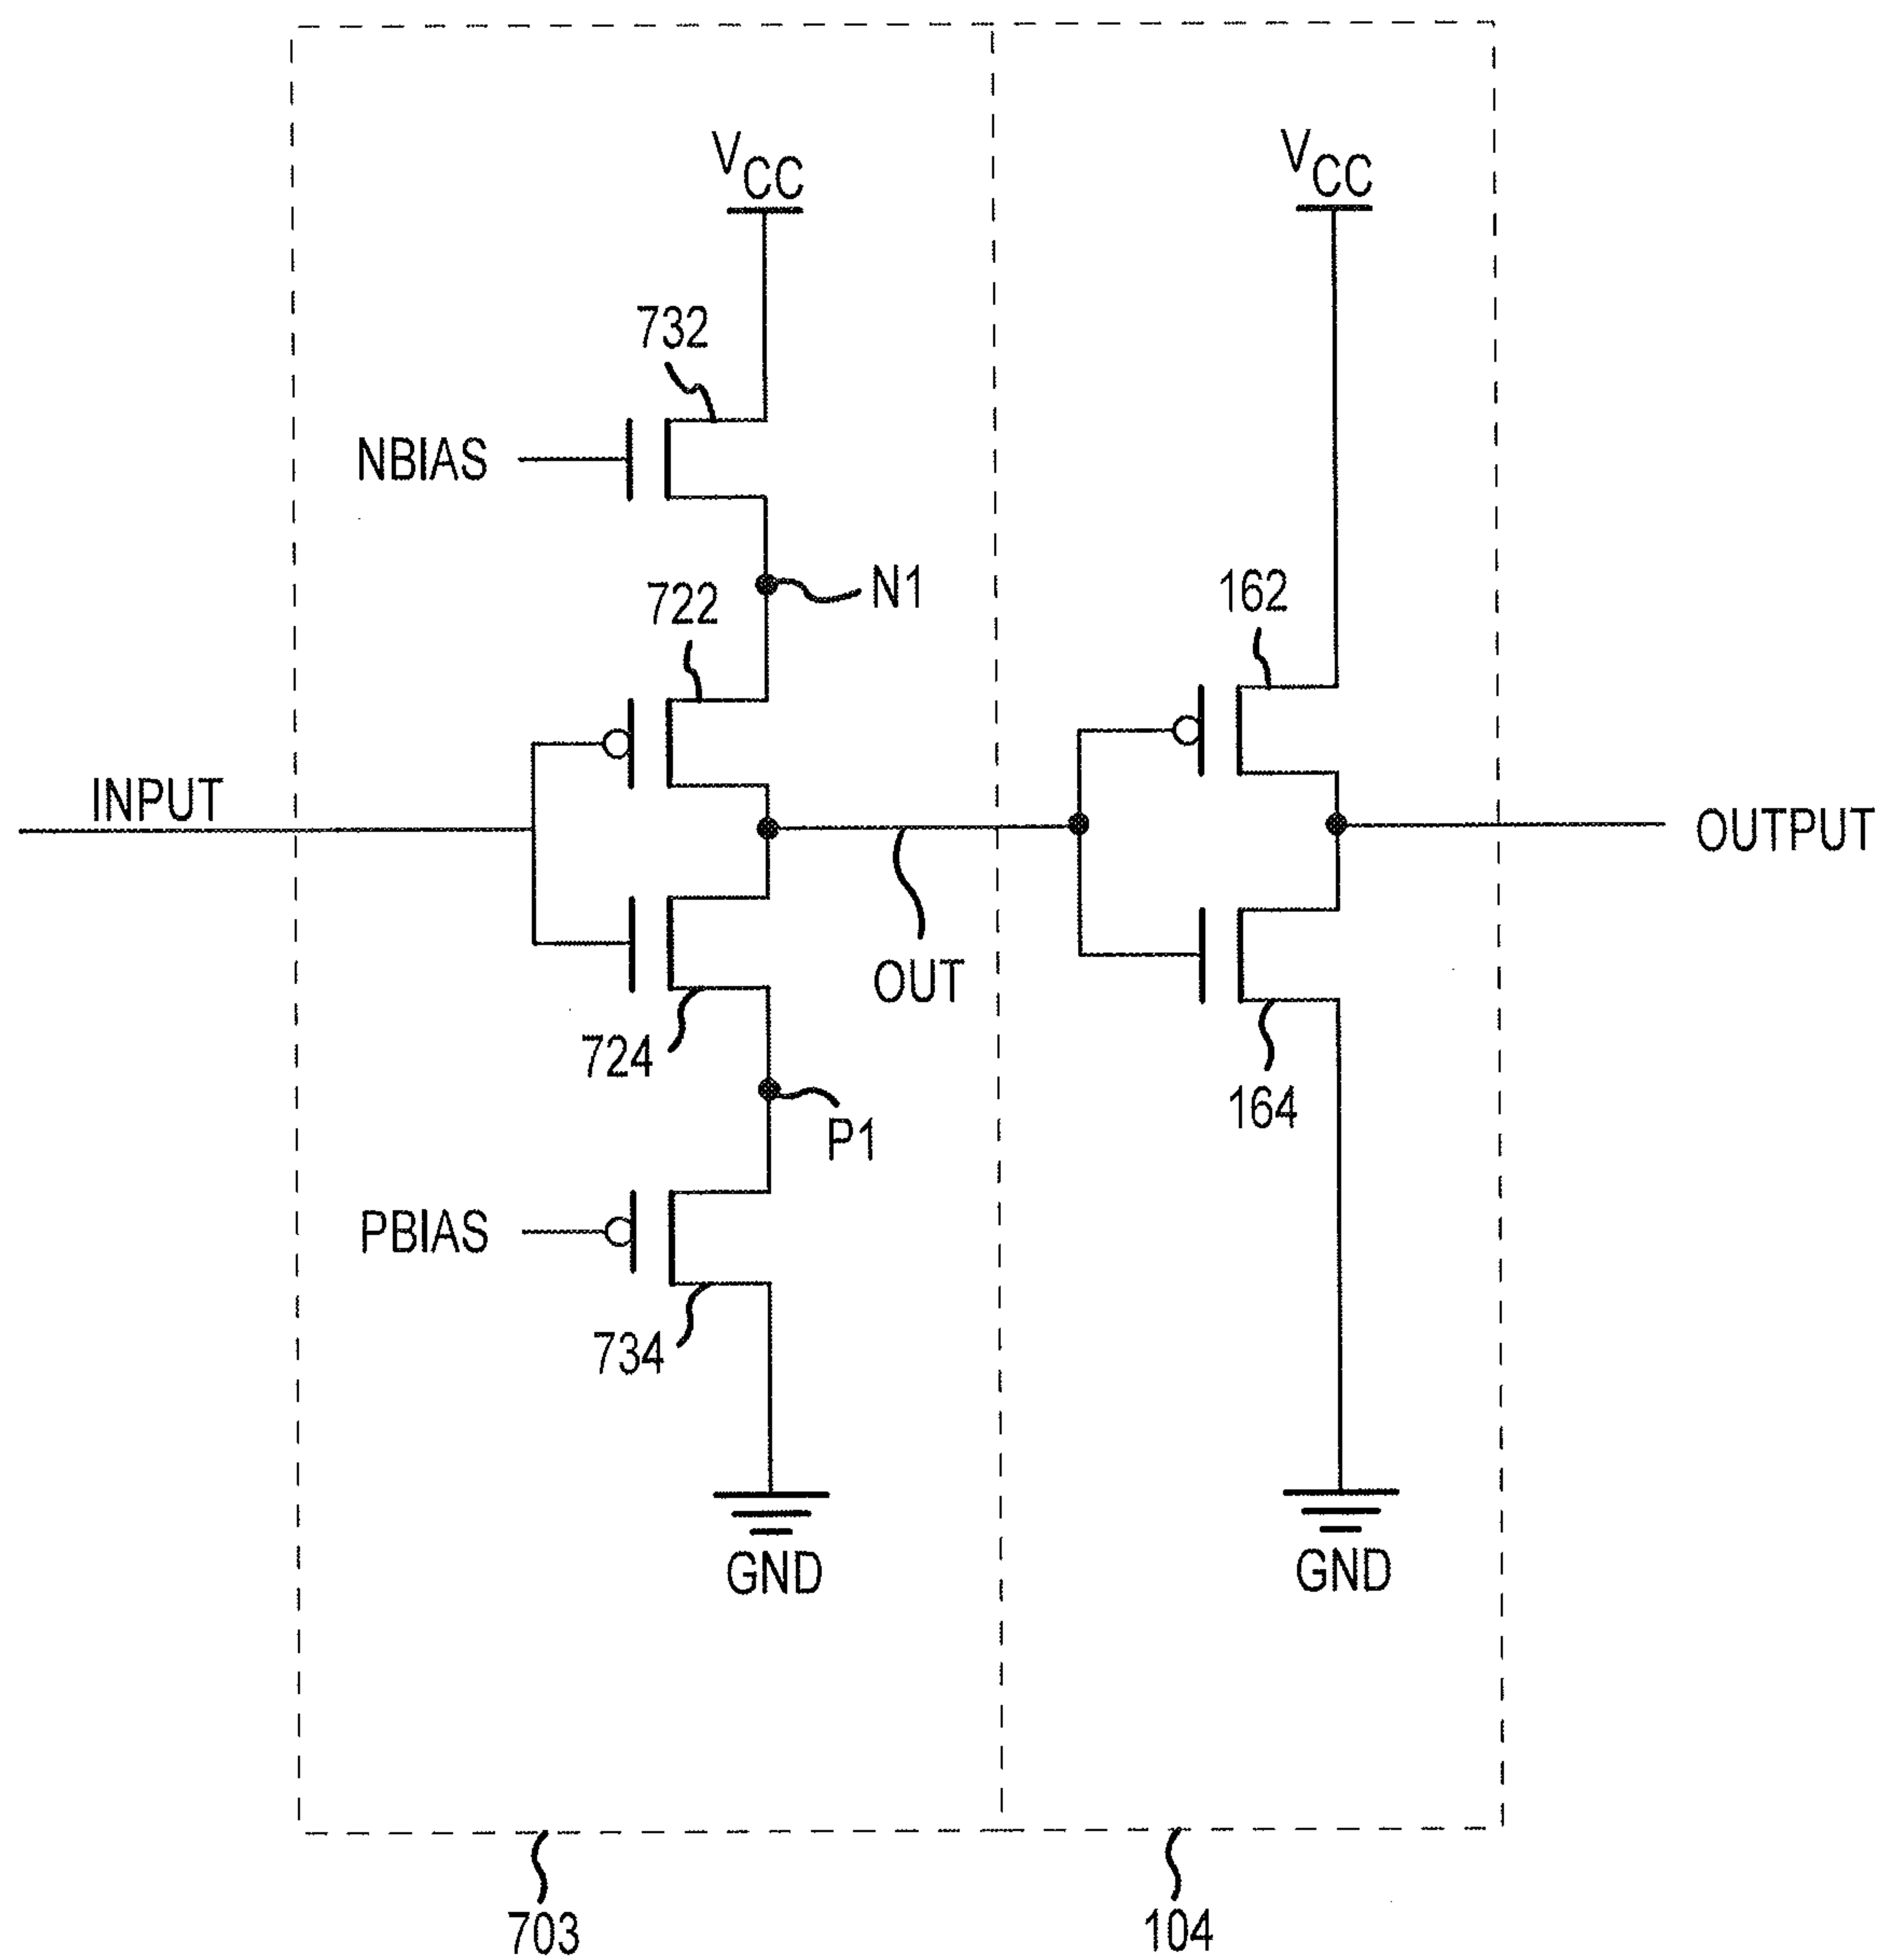 VCC
VCC
732
NBIAS
N1
722
162
INPUT
OUTPUT
OUT
724
164
P1
PBIAS
734
GND
GND
703
104